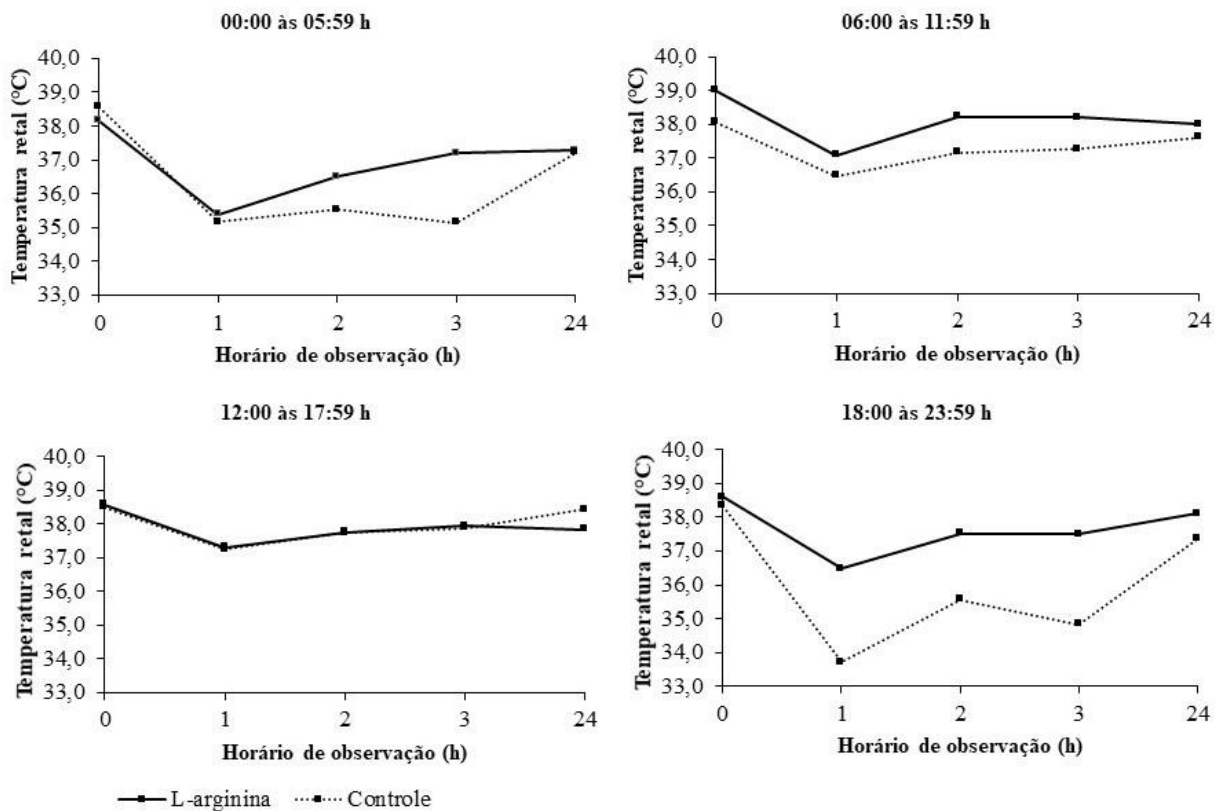 00:00 às 05:59 h
Temperatura retal (°C)
40,0
39,0
38,0
37,0
36,0
35,0
34,0
33,0
0 1 2 3 24
Horário de observação (h)
06:00 às 11:59 h
Temperatura retal (°C)
40,0
39,0
38,0
37,0
36,0
35,0
34,0
33,0
0 1 2 3 24
Horário de observação (h)
12:00 às 17:59 h
Temperatura retal (°C)
40,0
39,0
38,0
37,0
36,0
35,0
34,0
33,0
0 1 2 3 24
Horário de observação (h)
18:00 às 23:59 h
Temperatura retal (°C)
40,0
39,0
38,0
37,0
36,0
35,0
34,0
33,0
0 1 2 3 24
Horário de observação (h)
L-arginina Controle